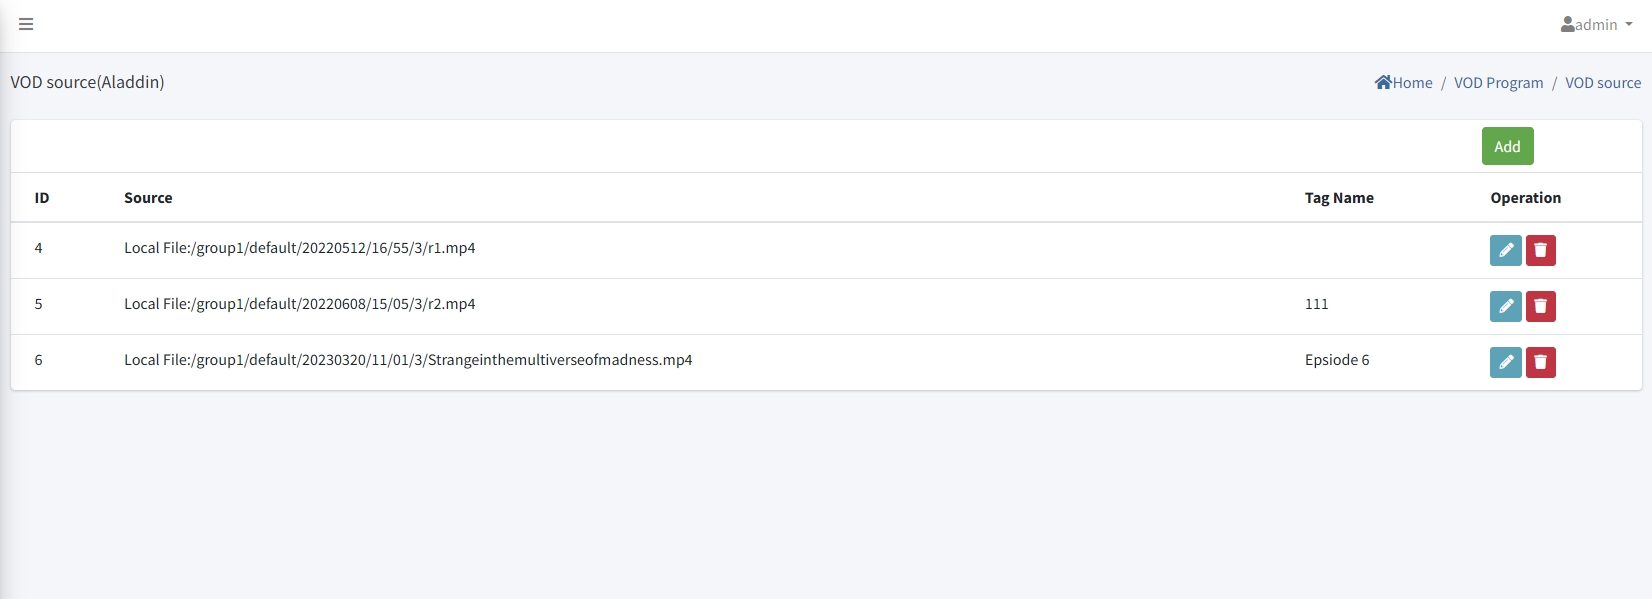 admin
VOD source(Aladdin)
Home / VOD Program / VOD source
Add
ID Source Tag Name Operation
4 Local File:/group1/default/20220512/16/55/3/r1.mp4
5 Local File:/group1/default/20220608/15/05/3/r2.mp4 111
6 Local File:/group1/default/20230320/11/01/3/Strangeinthemultiverseofmadness.mp4 Epsiode 6